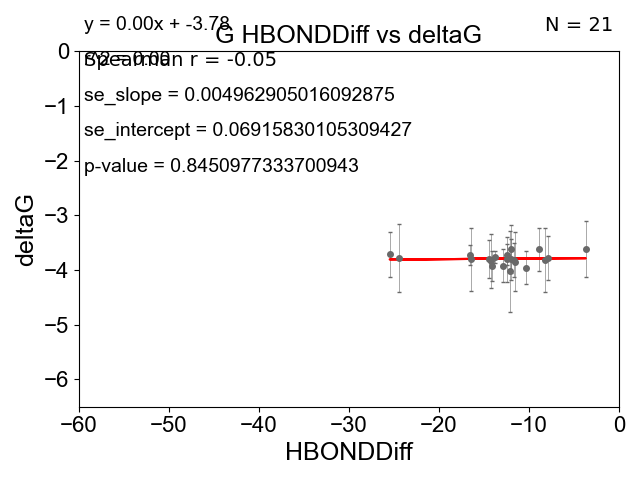 y = 0.00x + -3.78
N = 21
G HBONDDiff vs deltaG
Spearman r = -0.05
se_slope = 0.004962905016092875
se_intercept = 0.06915830105309427
p-value = 0.8450977333700943
deltaG
0
−1
−2
−3
−4
−5
−6
−60
−50
−40
−30
−20
−10
0
HBONDDiff